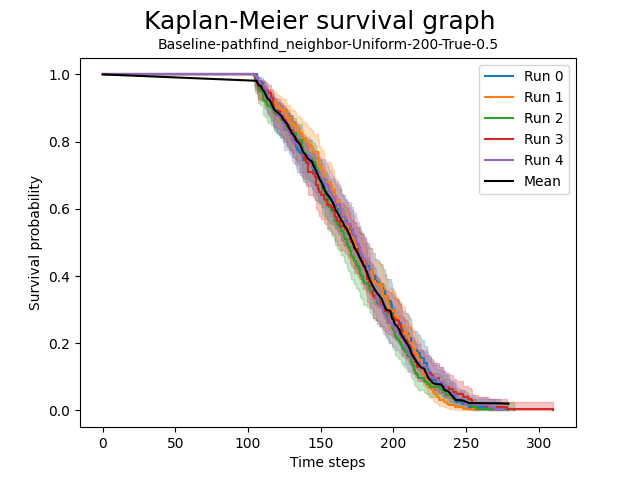 Kaplan-Meier survival graph
Baseline-pathfind_neighbor-Uniform-200-True-0.5
Run 0
Run 1
Run 2
Run 3
Run 4
Mean
Survival probability
1.0
0.8
0.6
0.4
0.2
0.0
0 50 100 150 200 250 300
Time steps